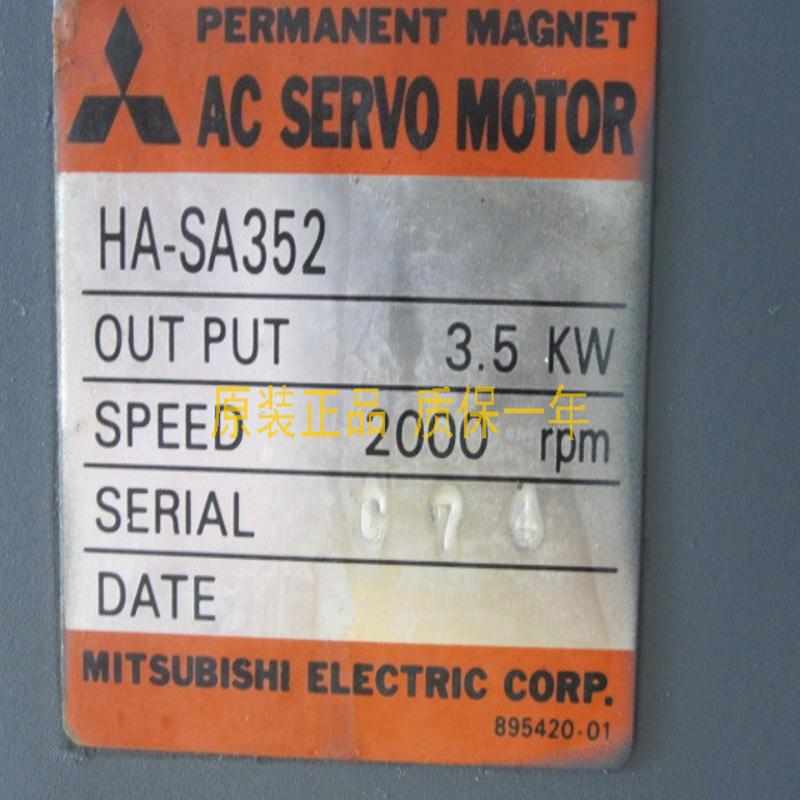 PERMANENT MAGNET
AC SERVO MOTOR
HA-SA352
OUT PUT 3.5 KW
原装正品 质保一年
SPEED 2000 rpm
SERIAL C 7
DATE
MITSUBISHI ELECTRIC CORP.
895420-01